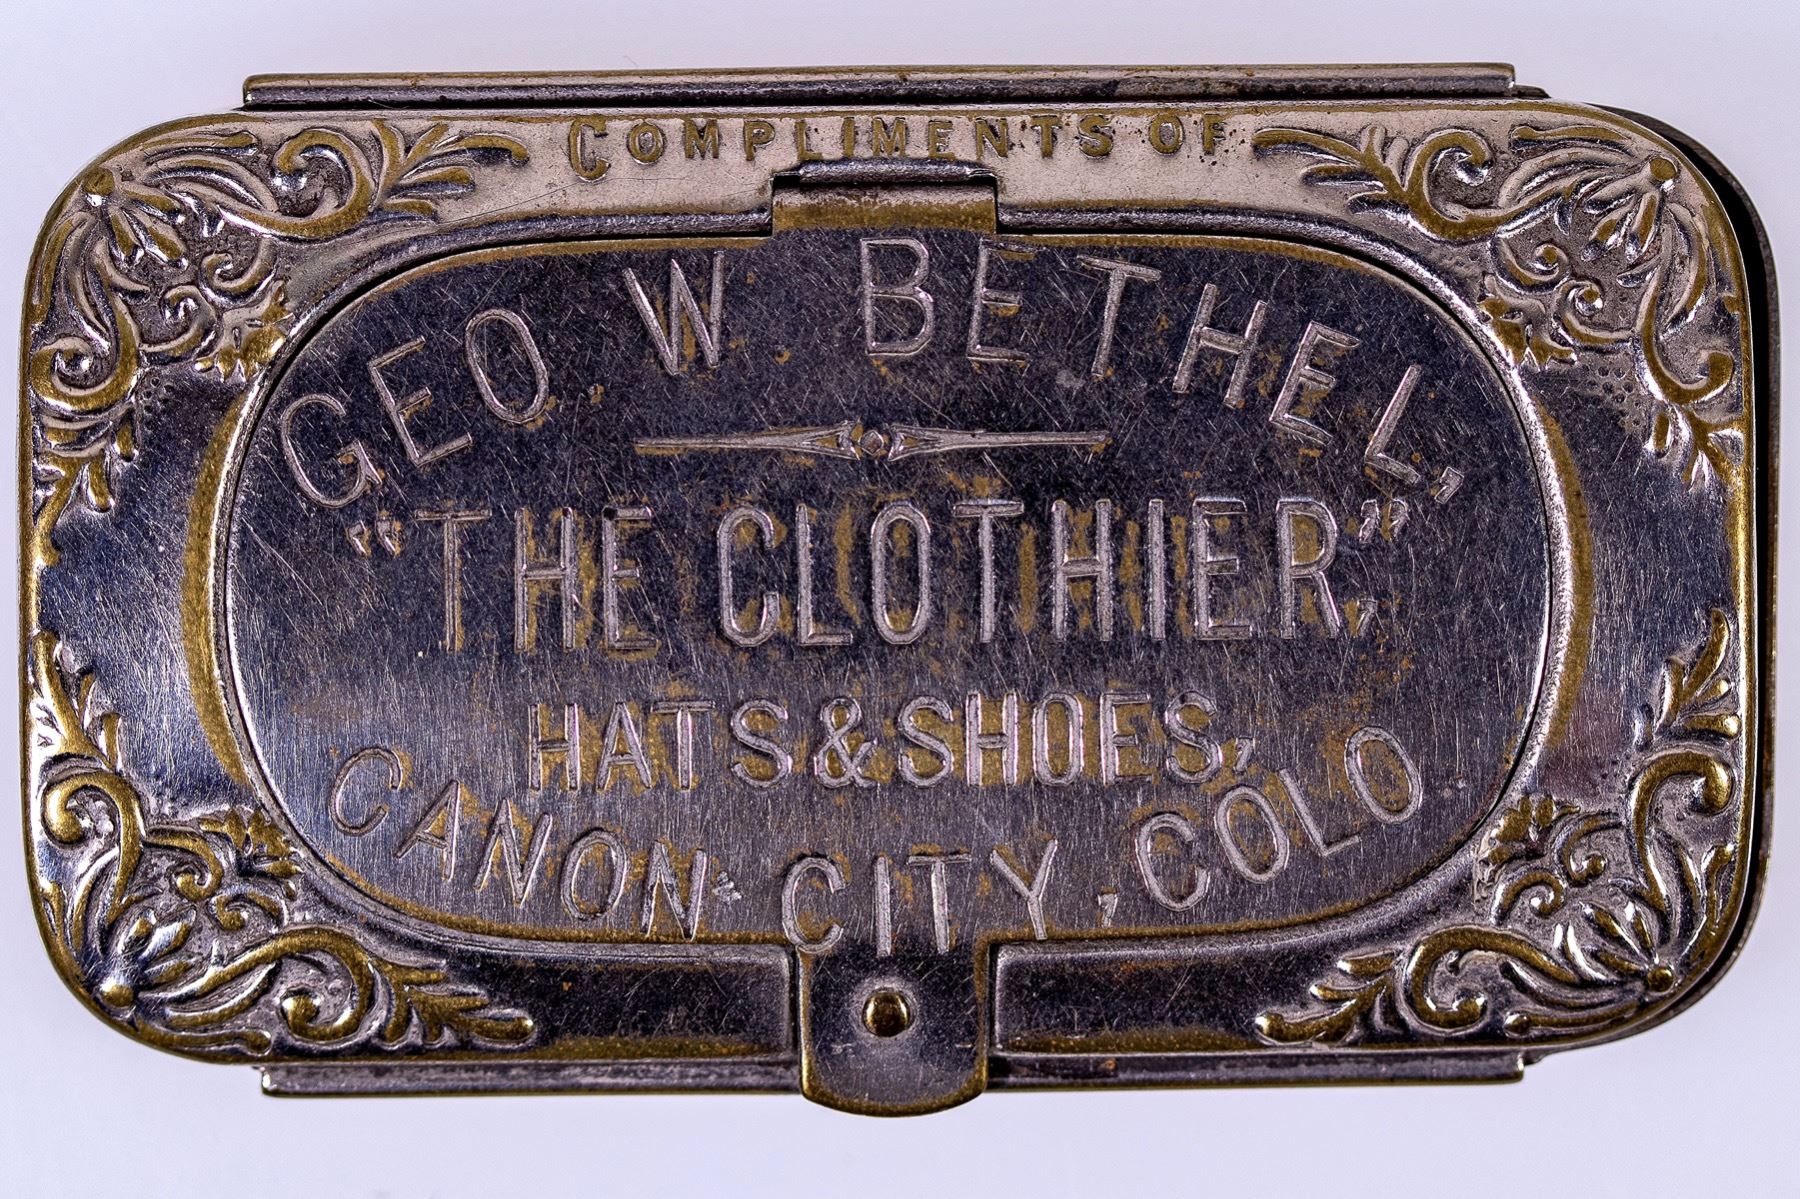 COMPLIMENTS OF
GEO. W. BETHEL,
"THE CLOTHIER,"
HATS & SHOES,
CANON CITY, COLO